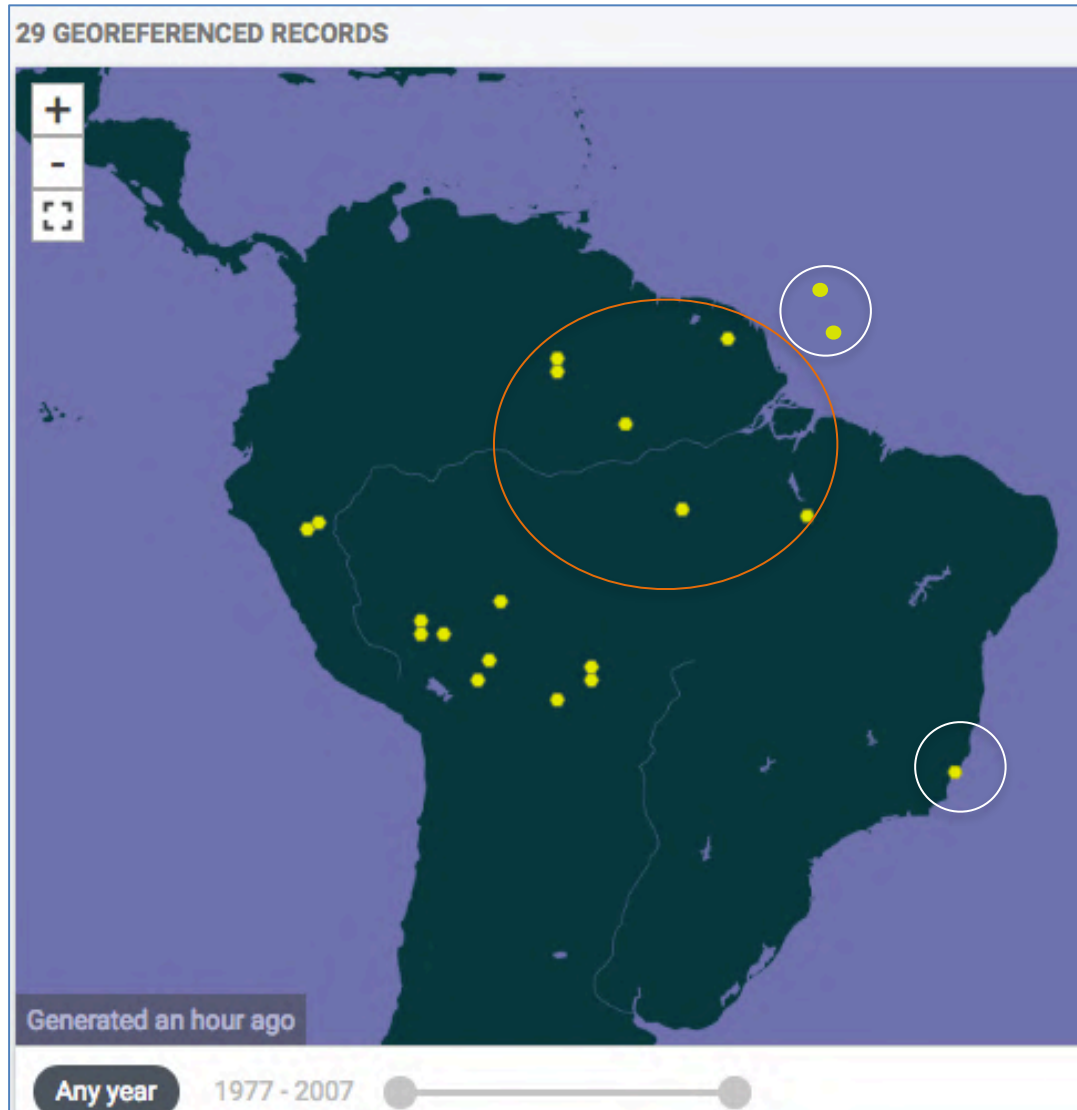 29 GEOREFERENCED RECORDS
+
-
Generated an hour ago
Any year 1977 - 2007